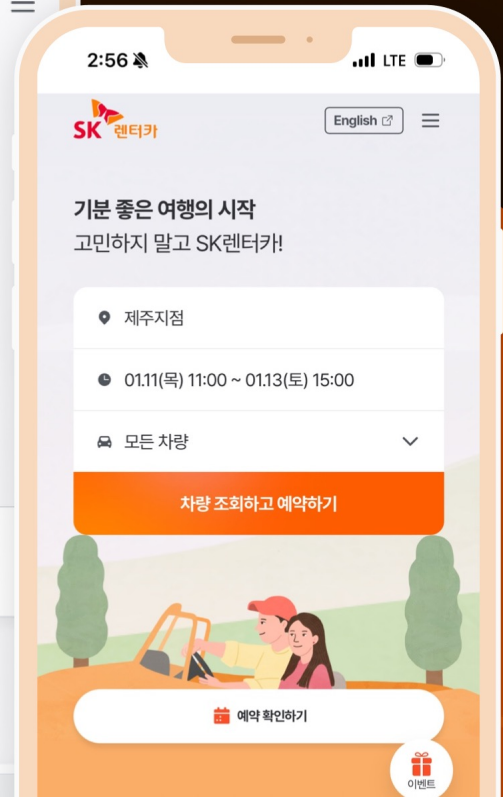 2:56
LTE
SK 렌터카
English
기분 좋은 여행의 시작
고민하지 말고 SK렌터카!
제주지점
01.11(목) 11:00 ~ 01.13(토) 15:00
모든 차량
차량 조회하고 예약하기
예약 확인하기
이벤트